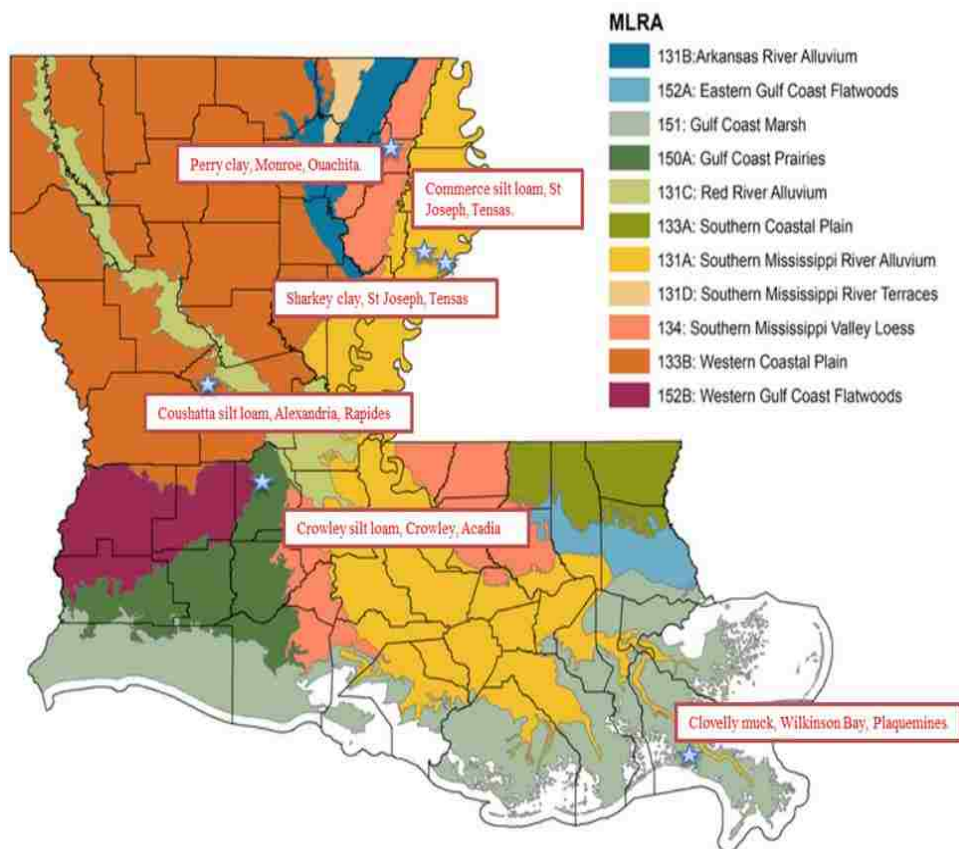 MLRA
131B:Arkansas River Alluvium
152A: Eastern Gulf Coast Flatwoods
151: Gulf Coast Marsh
150A: Gulf Coast Prairies
131C: Red River Alluvium
133A: Southern Coastal Plain
131A: Southern Mississippi River Alluvium
131D: Southern Mississippi River Terraces
134: Southern Mississippi Valley Loess
133B: Western Coastal Plain
152B: Western Gulf Coast Flatwoods
Perry clay, Monroe, Ouachita.
Commerce silt loam, St
Joseph, Tensas.
Sharkey clay, St Joseph, Tensas
Coushatta silt loam, Alexandria, Rapides
Crowley silt loam, Crowley, Acadia
Clovelly muck, Wilkinson Bay, Plaquemines.